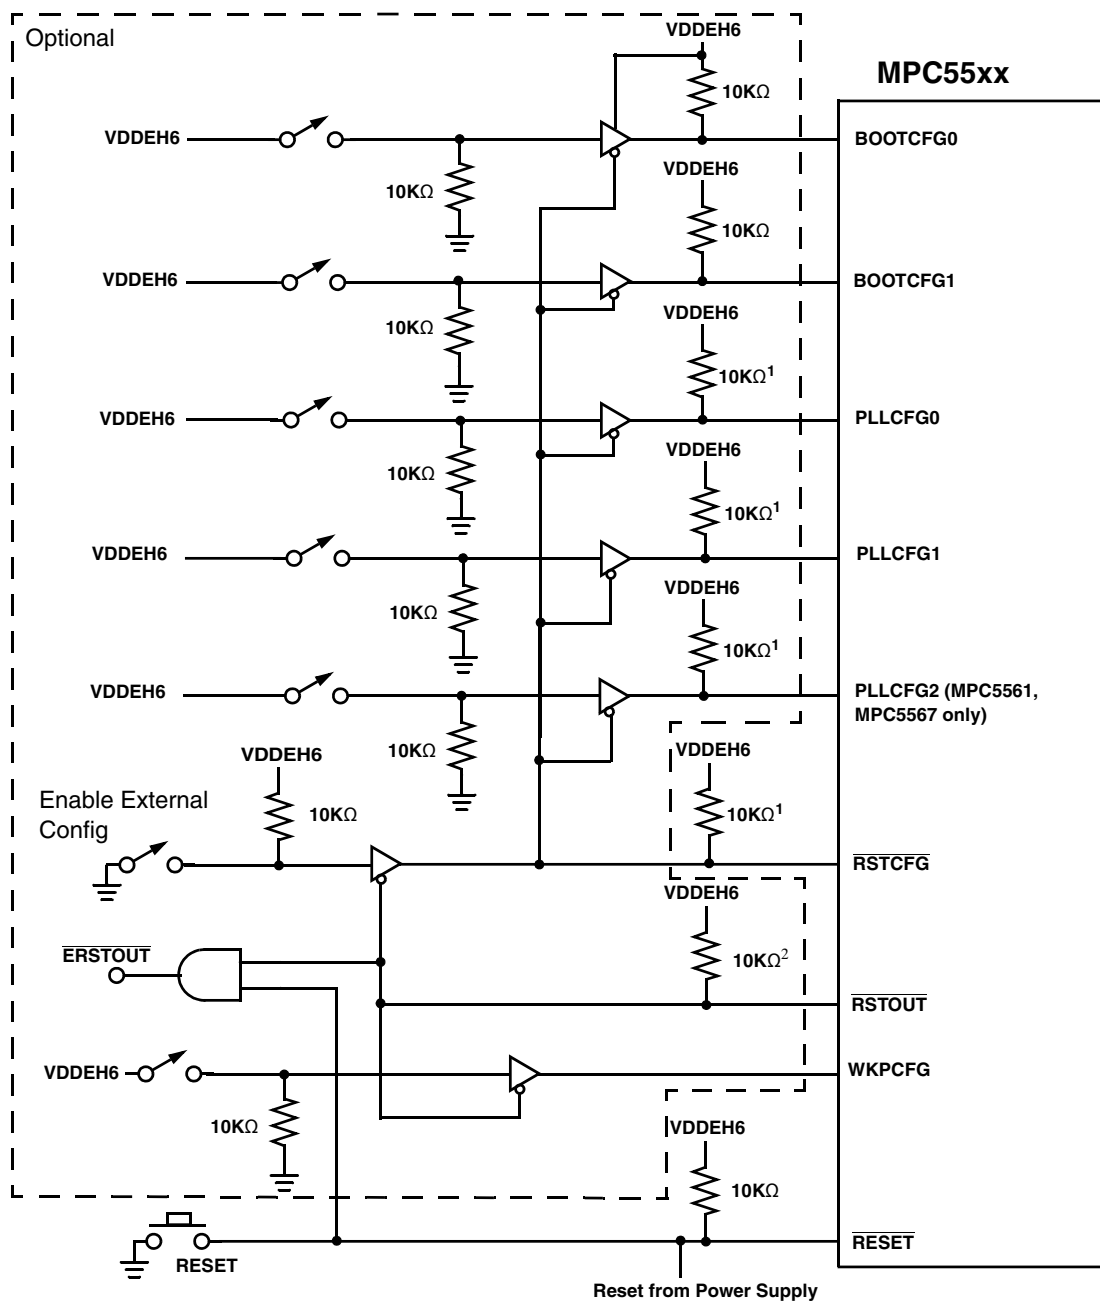 Optional
VDDEH6
MPC55xx
10KΩ
VDDEH6
BOOTCFG0
VDDEH6
10KΩ
10KΩ
VDDEH6
BOOTCFG1
VDDEH6
10KΩ
10KΩ¹
VDDEH6
PLLCFG0
VDDEH6
10KΩ
10KΩ¹
VDDEH6
PLLCFG1
VDDEH6
10KΩ
10KΩ¹
VDDEH6
PLLCFG2 (MPC5561,
MPC5567 only)
10KΩ
VDDEH6
VDDEH6
Enable External
Config
10KΩ
10KΩ¹
RSTCFG
VDDEH6
ERSTOUT
10KΩ²
RSTOUT
VDDEH6
WKPCFG
10KΩ
VDDEH6
10KΩ
RESET
RESET
Reset from Power Supply